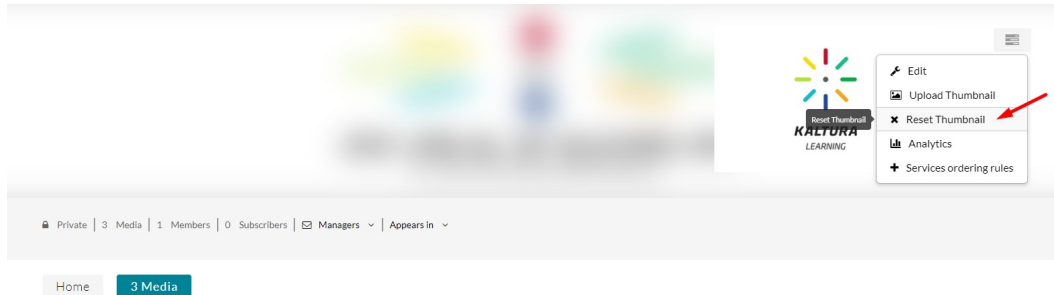 Edit
Upload Thumbnail
Reset Thumbnail
Reset Thumbnail
Analytics
Services ordering rules
KALTURA
LEARNING
Private | 3 Media | 1 Members | 0 Subscribers | Managers | Appears in
Home
3 Media